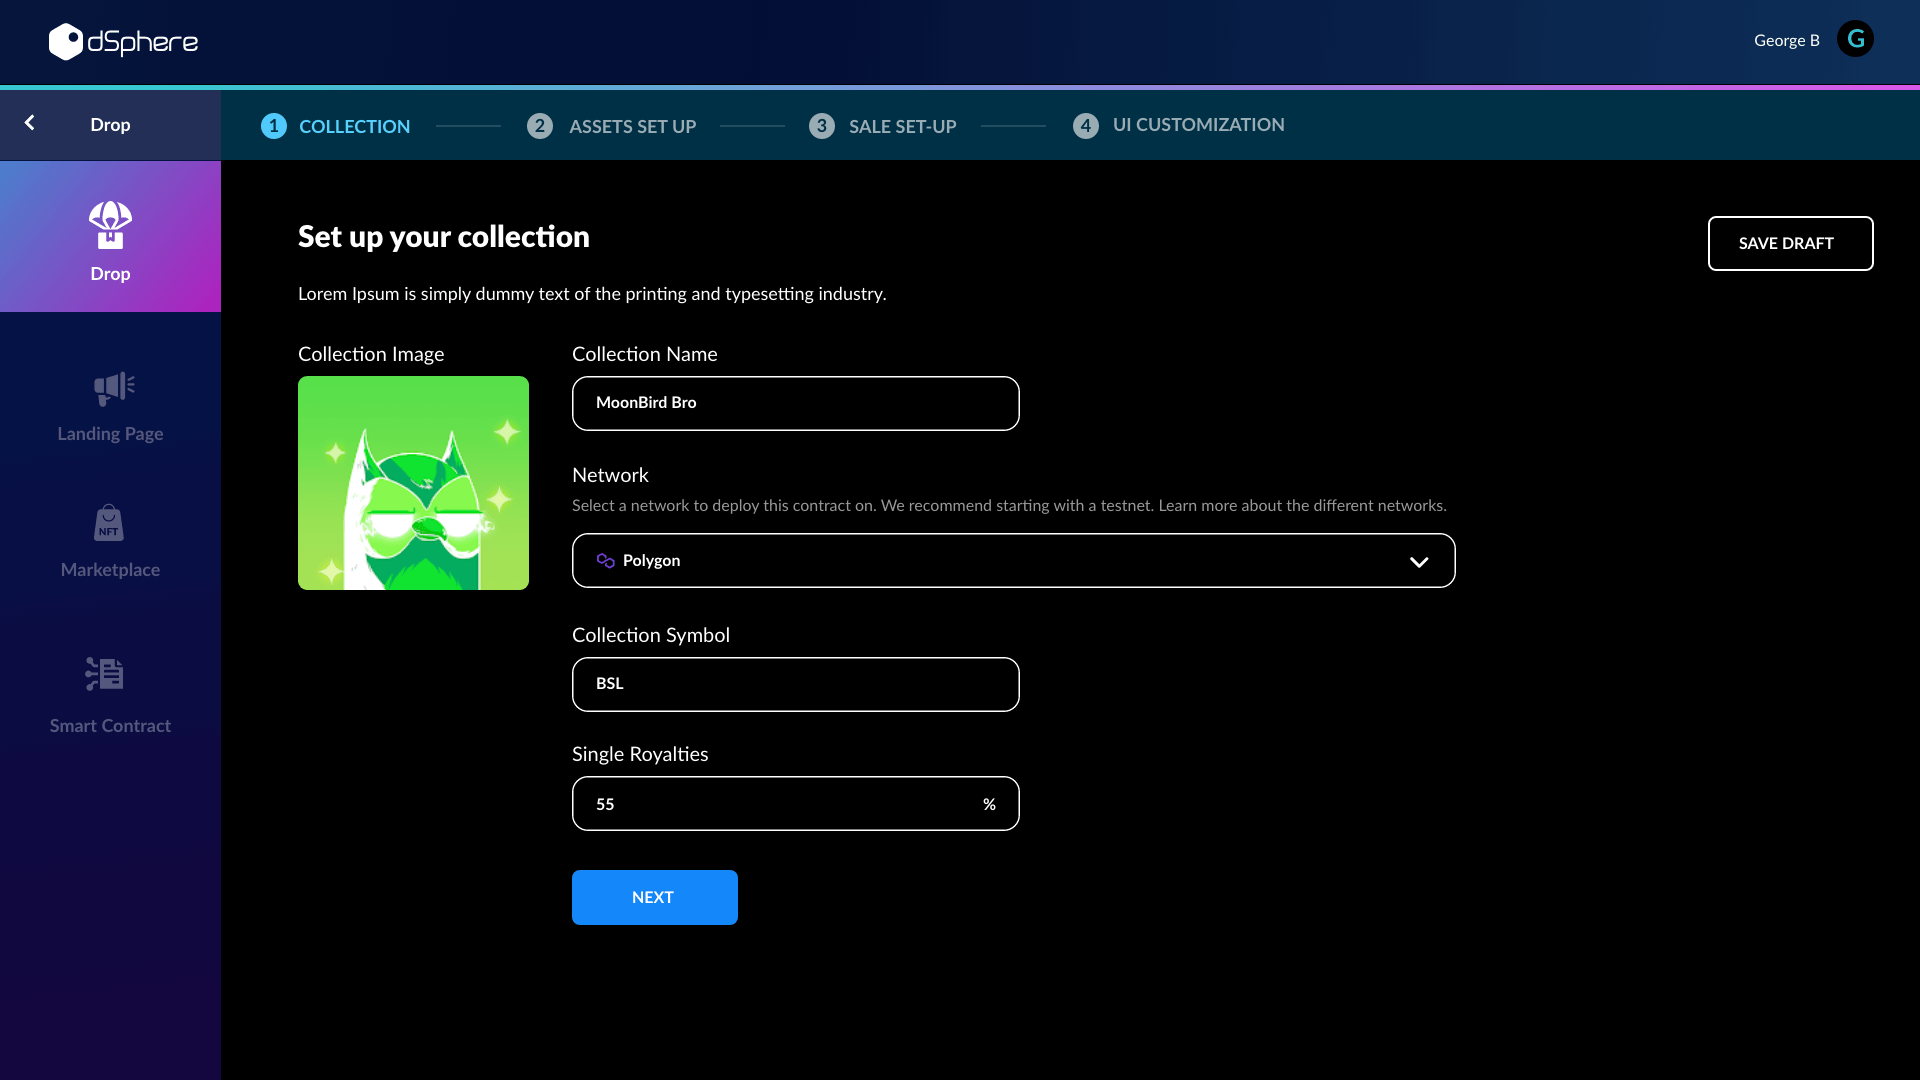 dSphere
George B
G
Drop
1 COLLECTION
2 ASSETS SET UP
3 SALE SET-UP
4 UI CUSTOMIZATION
Drop
Landing Page
NFT
Marketplace
Smart Contract
Set up your collection
SAVE DRAFT
Lorem Ipsum is simply dummy text of the printing and typesetting industry.
Collection Image
Collection Name
MoonBird Bro
Network
Select a network to deploy this contract on. We recommend starting with a testnet. Learn more about the different networks.
Polygon
Collection Symbol
BSL
Single Royalties
55 %
NEXT